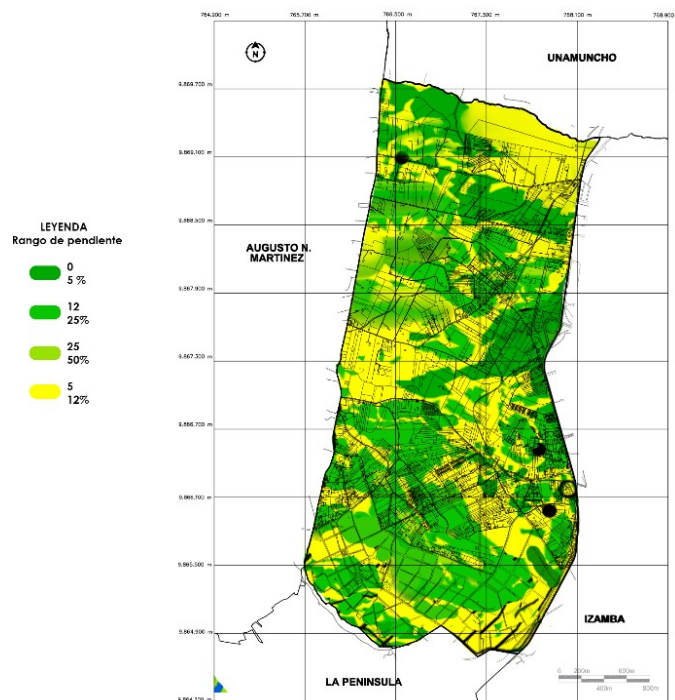 764.900 m
765.700 m
766.500 m
767.300 m
768.100 m
768.900 m
N
UNAMUNCHO
9.869.700 m
9.869.100 m
9.868.500 m
9.867.900 m
9.867.300 m
9.866.700 m
9.866.100 m
9.865.500 m
9.864.900 m
LEYENDA
Rango de pendiente
0
5 %
12
25%
25
50%
5
12%
AUGUSTO N.
MARTINEZ
IZAMBA
LA PENINSULA
0 200m 600m
400m 800m